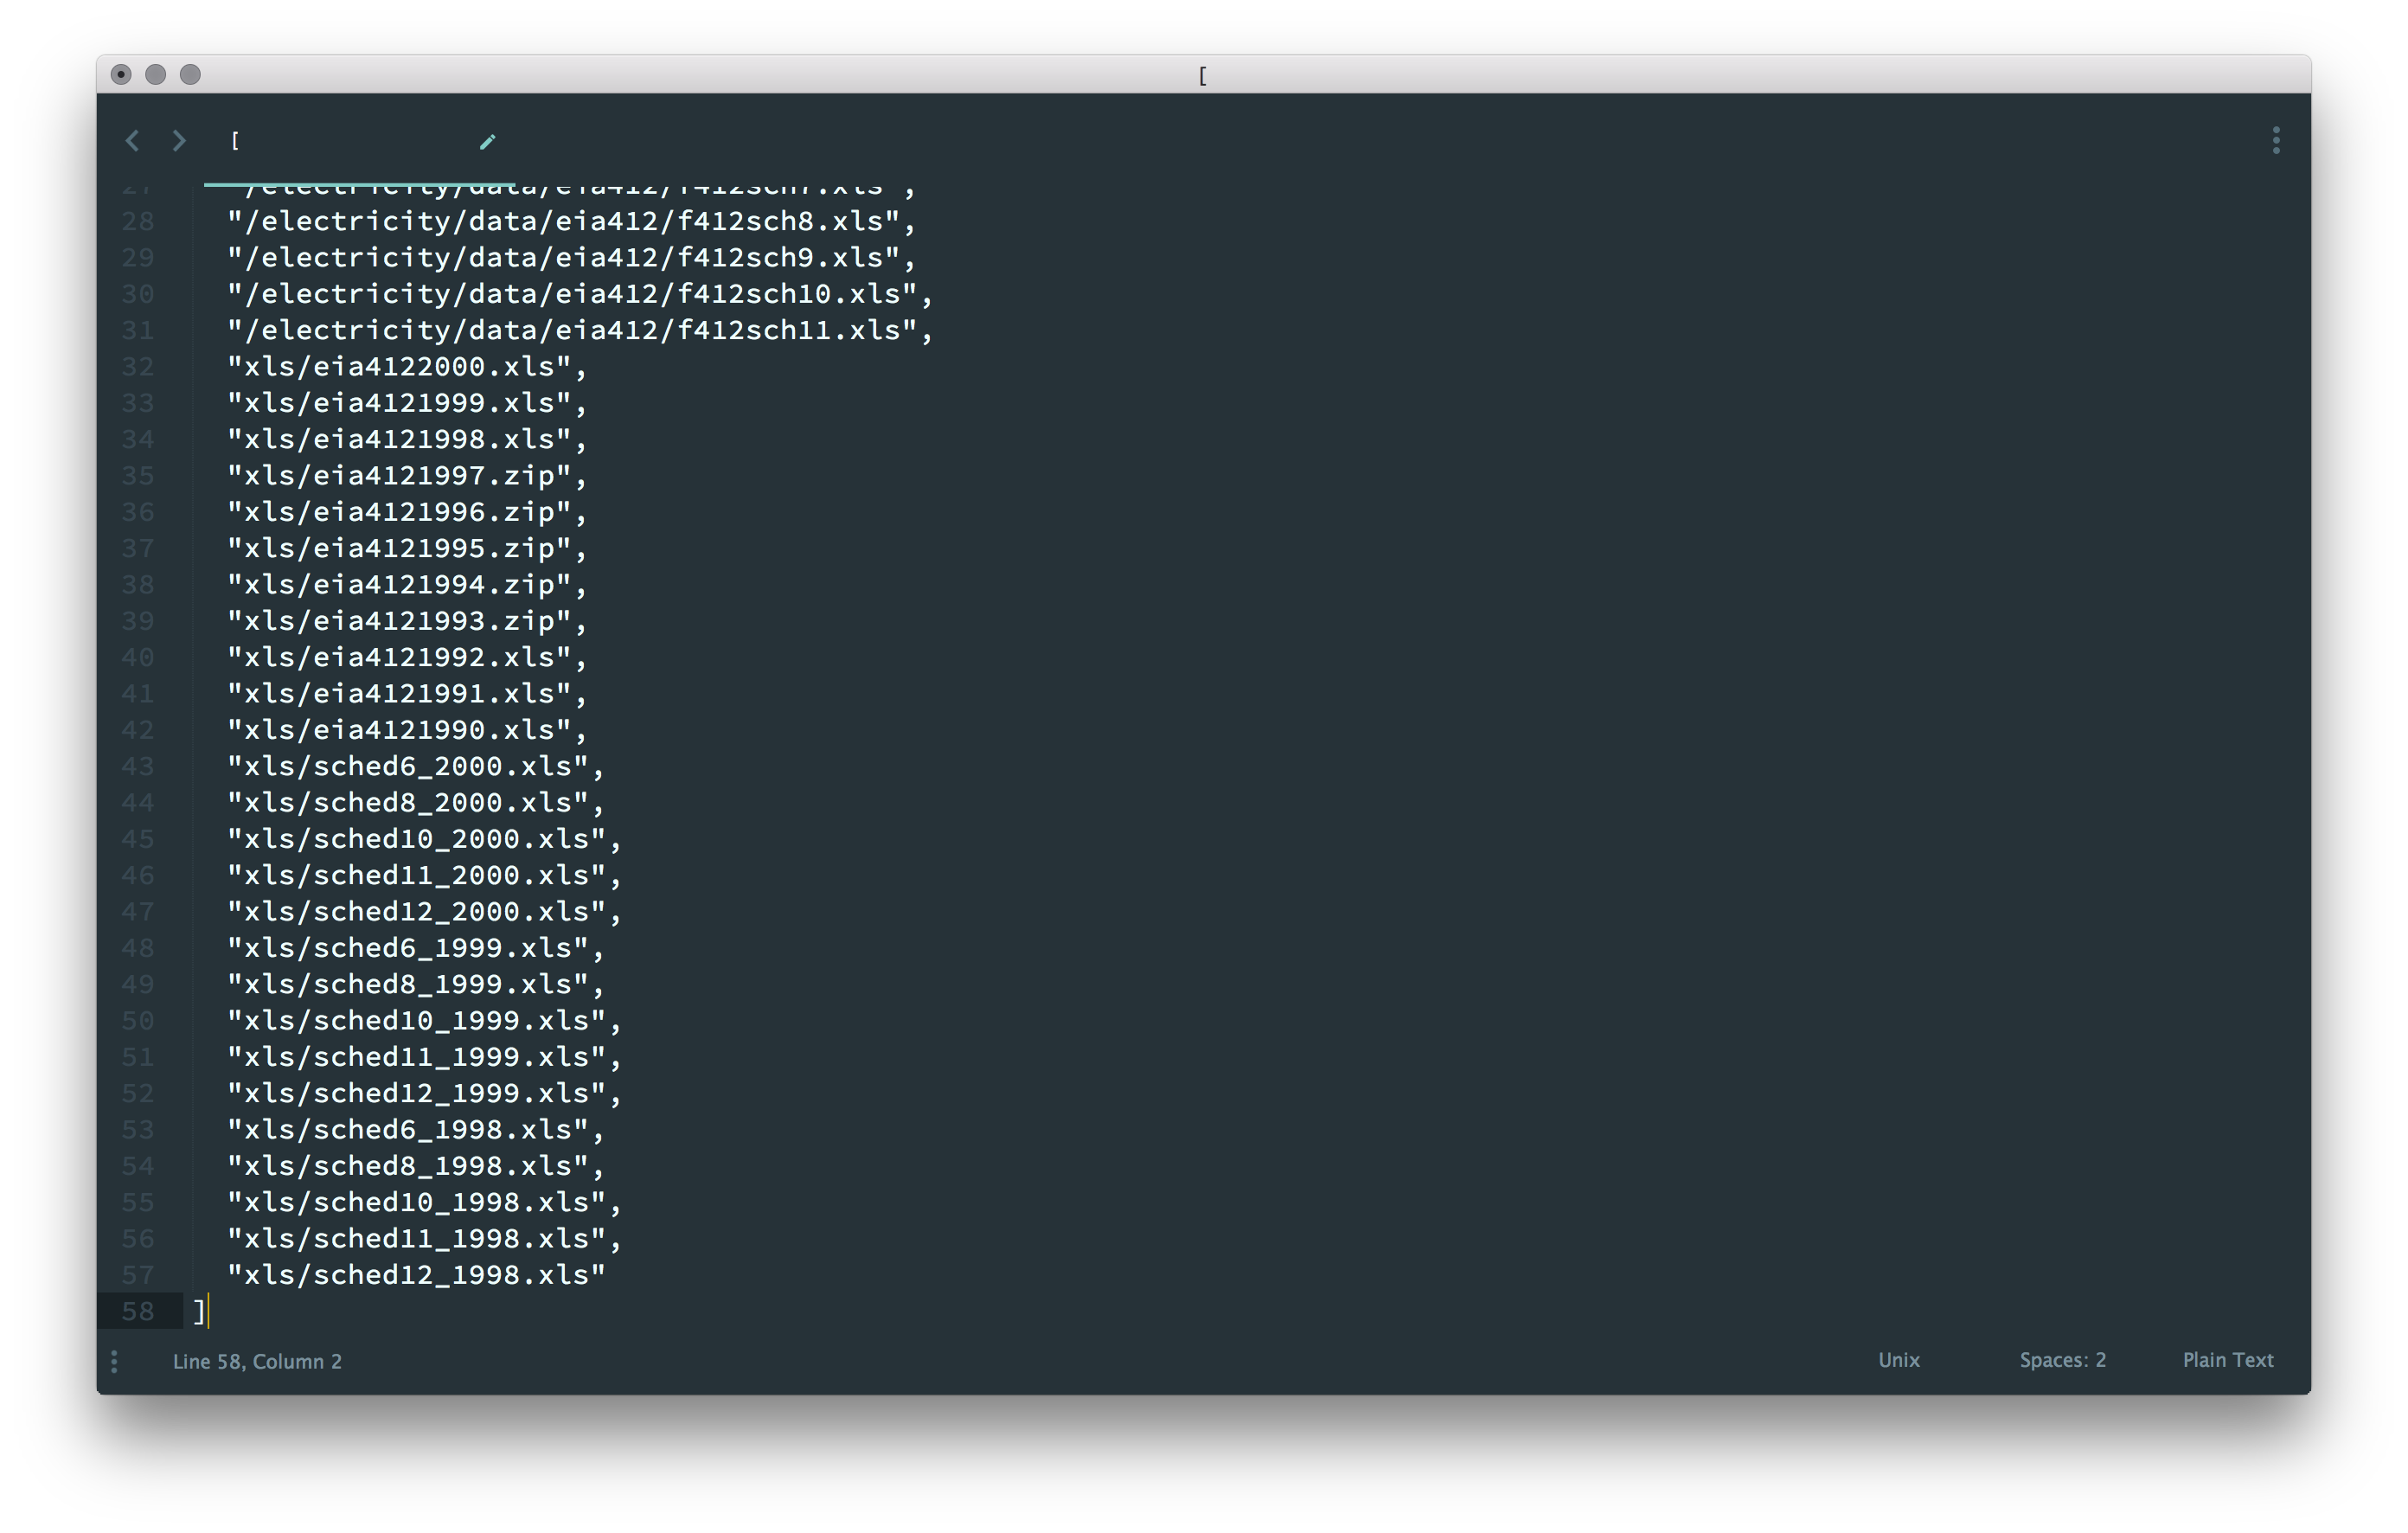 [
[
27 "/electricity/data/eia412/f412sch7.xls",
28 "/electricity/data/eia412/f412sch8.xls",
29 "/electricity/data/eia412/f412sch9.xls",
30 "/electricity/data/eia412/f412sch10.xls",
31 "/electricity/data/eia412/f412sch11.xls",
32 "xls/eia4122000.xls",
33 "xls/eia4121999.xls",
34 "xls/eia4121998.xls",
35 "xls/eia4121997.zip",
36 "xls/eia4121996.zip",
37 "xls/eia4121995.zip",
38 "xls/eia4121994.zip",
39 "xls/eia4121993.zip",
40 "xls/eia4121992.xls",
41 "xls/eia4121991.xls",
42 "xls/eia4121990.xls",
43 "xls/sched6_2000.xls",
44 "xls/sched8_2000.xls",
45 "xls/sched10_2000.xls",
46 "xls/sched11_2000.xls",
47 "xls/sched12_2000.xls",
48 "xls/sched6_1999.xls",
49 "xls/sched8_1999.xls",
50 "xls/sched10_1999.xls",
51 "xls/sched11_1999.xls",
52 "xls/sched12_1999.xls",
53 "xls/sched6_1998.xls",
54 "xls/sched8_1998.xls",
55 "xls/sched10_1998.xls",
56 "xls/sched11_1998.xls",
57 "xls/sched12_1998.xls"
58 ]
Line 58, Column 2 Unix Spaces: 2 Plain Text